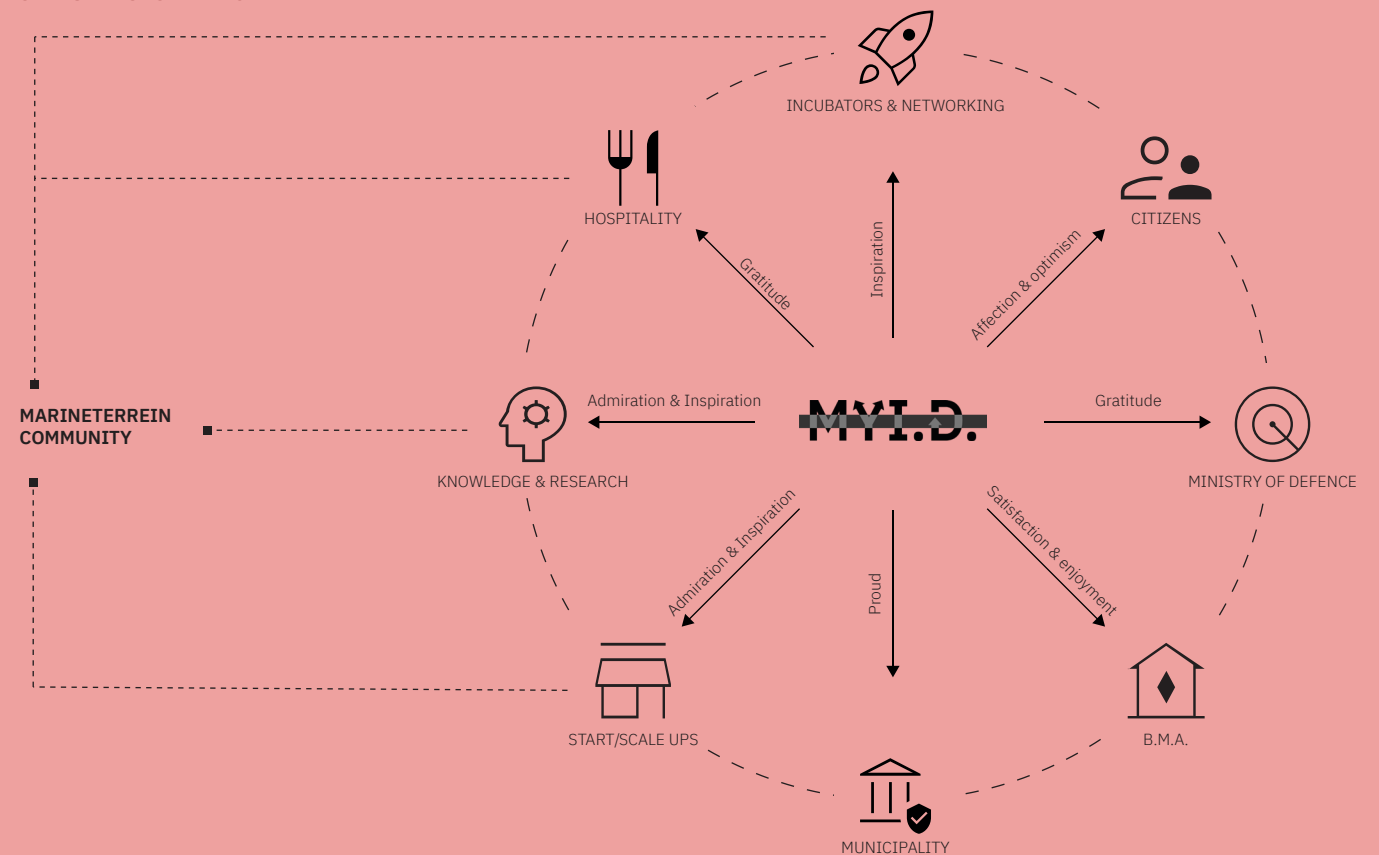 INCUBATORS & NETWORKING
HOSPITALITY
CITIZENS
Inspiration
Gratitude
Affection & optimism
MARINETERREIN
COMMUNITY
Admiration & Inspiration
MYI.D.
Gratitude
KNOWLEDGE & RESEARCH
MINISTRY OF DEFENCE
Admiration & Inspiration
Proud
Satisfaction & enjoyment
START/SCALE UPS
B.M.A.
MUNICIPALITY